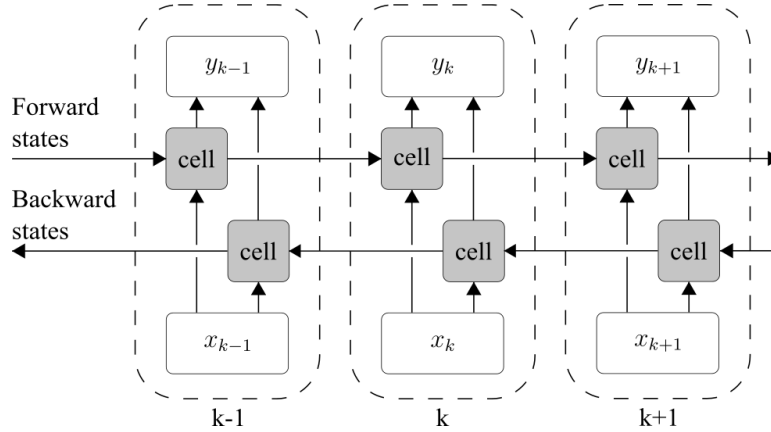 y_{k-1} y_k y_{k+1}
Forward
states
cell cell cell
Backward
states
cell cell cell
x_{k-1} x_k x_{k+1}
k-1 k k+1